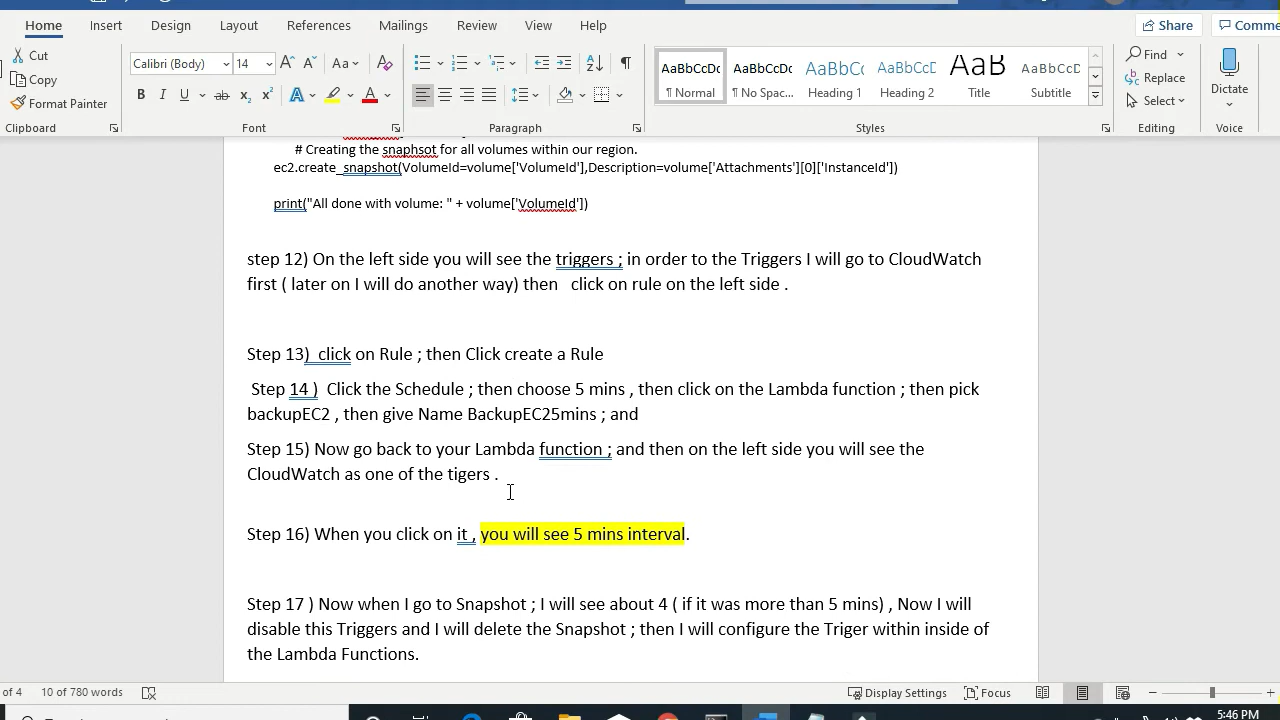 Home Insert Design Layout References Mailings Review View Help Share Comme
Cut
Copy
Format Painter
Clipboard
Calibri (Body) 14
Font
Paragraph
AaBbCcDc AaBbCcDc AaBbCc AaBbCcD AaB AaBbCcD
¶ Normal ¶ No Spac... Heading 1 Heading 2 Title Subtitle
Styles
Find
Replace
Select
Editing
Dictate
Voice
# Creating the snaphsot for all volumes within our region.
ec2.create_snapshot(VolumeId=volume['VolumeId'],Description=volume['Attachments'][0]['InstanceId'])
print("All done with volume: " + volume['VolumeId'])
step 12) On the left side you will see the triggers ; in order to the Triggers I will go to CloudWatch
first ( later on I will do another way) then click on rule on the left side .
Step 13) click on Rule ; then Click create a Rule
Step 14 ) Click the Schedule ; then choose 5 mins , then click on the Lambda function ; then pick
backupEC2 , then give Name BackupEC25mins ; and
Step 15) Now go back to your Lambda function ; and then on the left side you will see the
CloudWatch as one of the tigers .
Step 16) When you click on it , you will see 5 mins interval.
Step 17 ) Now when I go to Snapshot ; I will see about 4 ( if it was more than 5 mins) , Now I will
disable this Triggers and I will delete the Snapshot ; then I will configure the Triger within inside of
the Lambda Functions.
of 4 10 of 780 words Display Settings Focus
5:46 PM